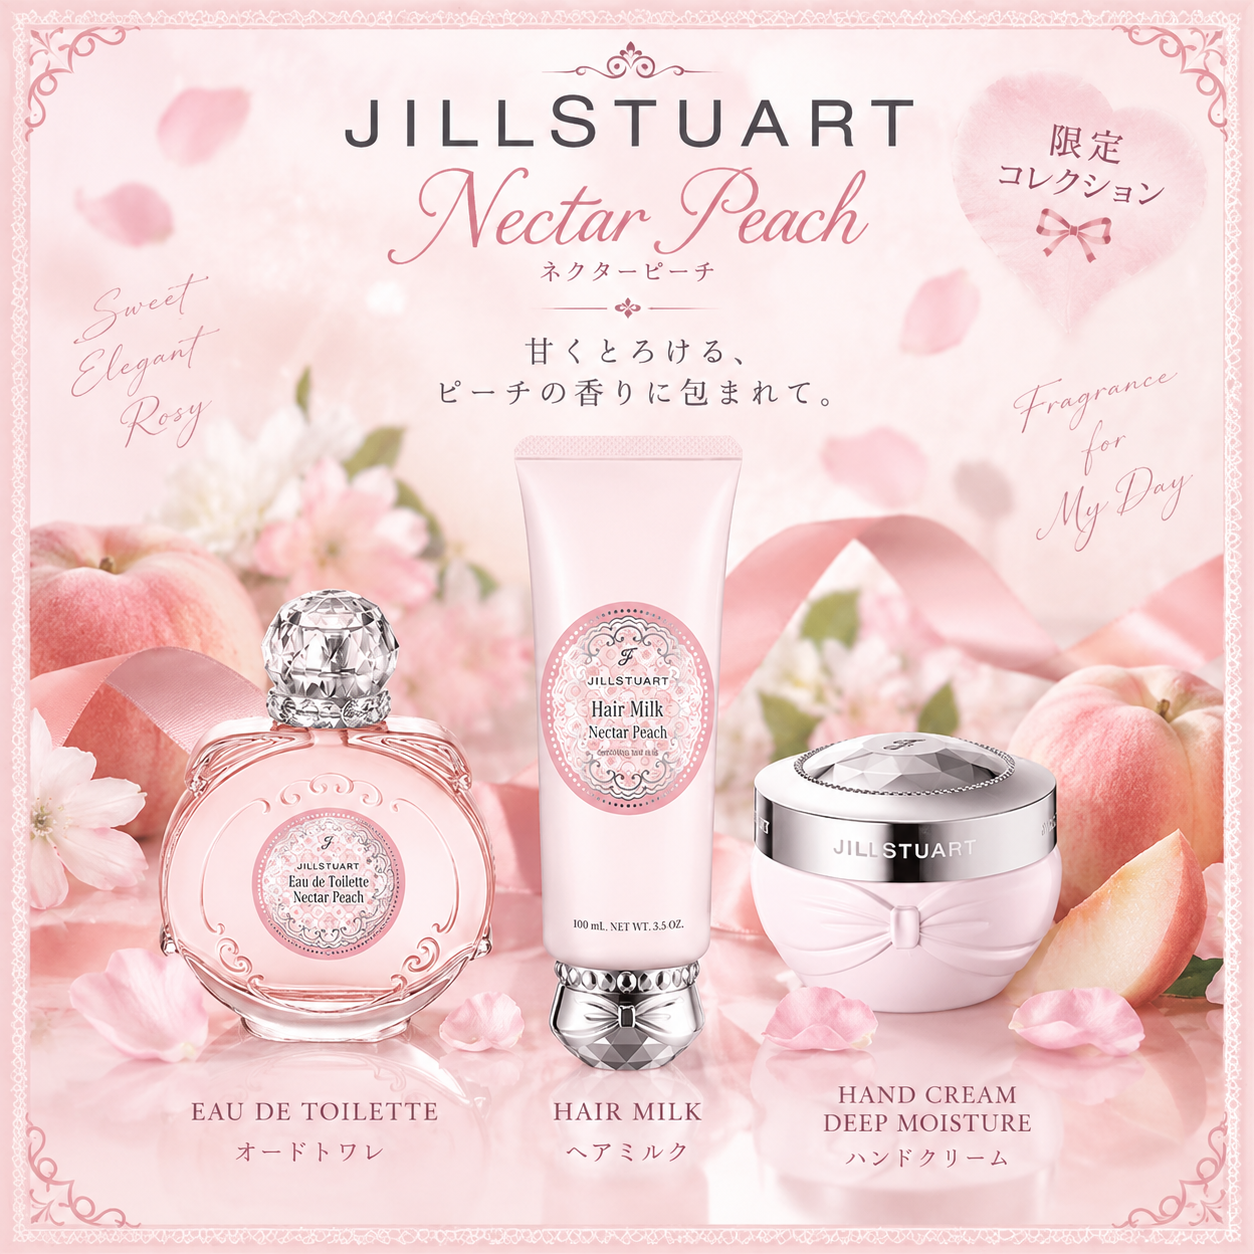 JILLSTUART
Nectar Peach
ネクターピーチ
限定
コレクション
甘くとろける、
ピーチの香りに包まれて。
Sweet
Elegant
Rosy
Fragrance
for
My Day
JILLSTUART
Eau de Toilette
Nectar Peach
JILLSTUART
Hair Milk
Nectar Peach
100 mL. NET WT. 3.5 OZ.
JILLSTUART
EAU DE TOILETTE
オードトワレ
HAIR MILK
ヘアミルク
HAND CREAM
DEEP MOISTURE
ハンドクリーム